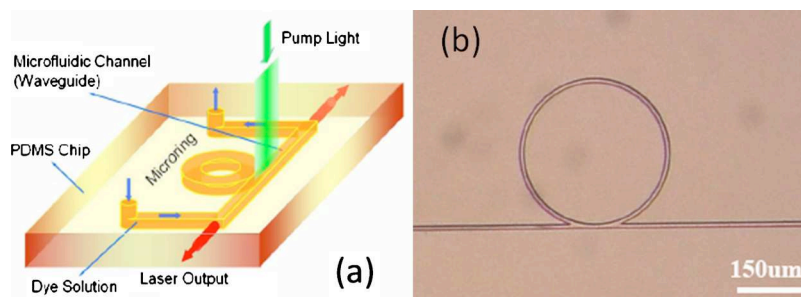 Pump Light
Microfluidic Channel
(Waveguide)
PDMS Chip
Microring
Dye Solution
Laser Output
(a)
(b)
150um